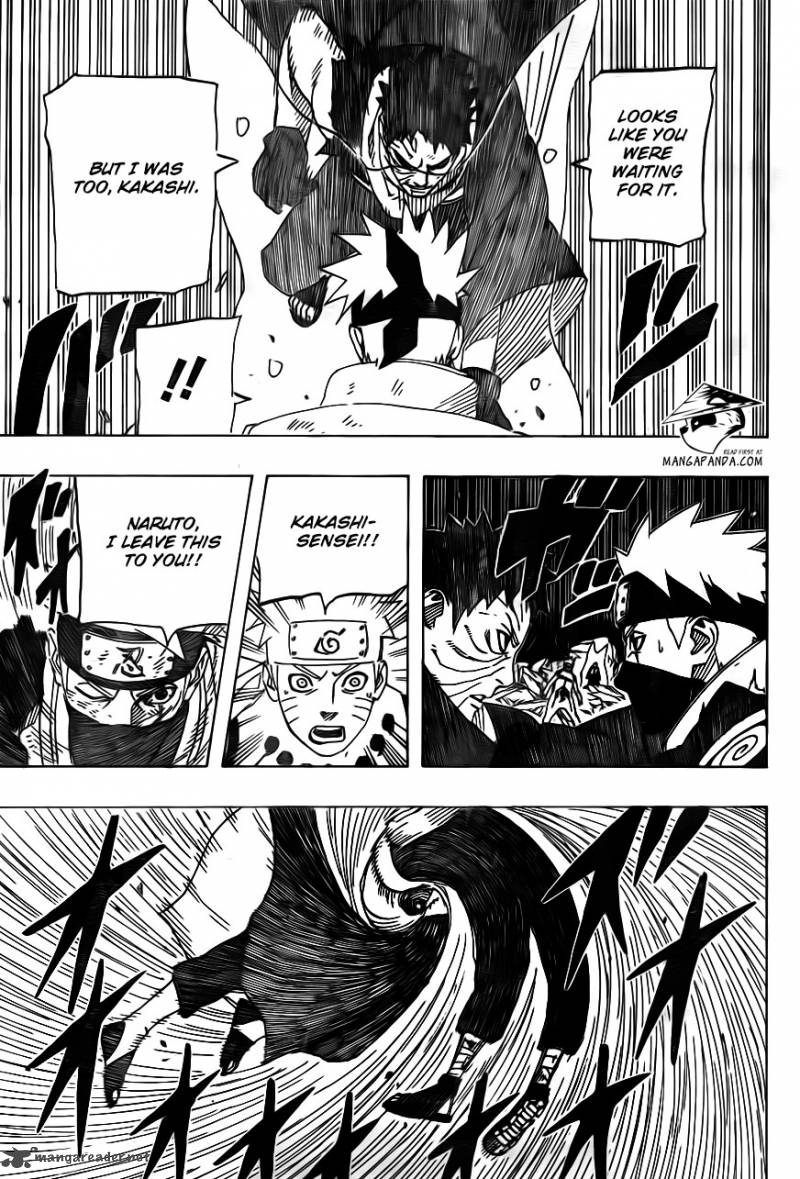 LOOKS
LIKE YOU
WERE
WAITING
FOR IT.
BUT I WAS
TOO, KAKASHI.
!!
READ FIRST AT
MANGAPANDA.COM
KAKASHI-
SENSEI!!
NARUTO,
I LEAVE THIS
TO YOU!!
mangareader.net